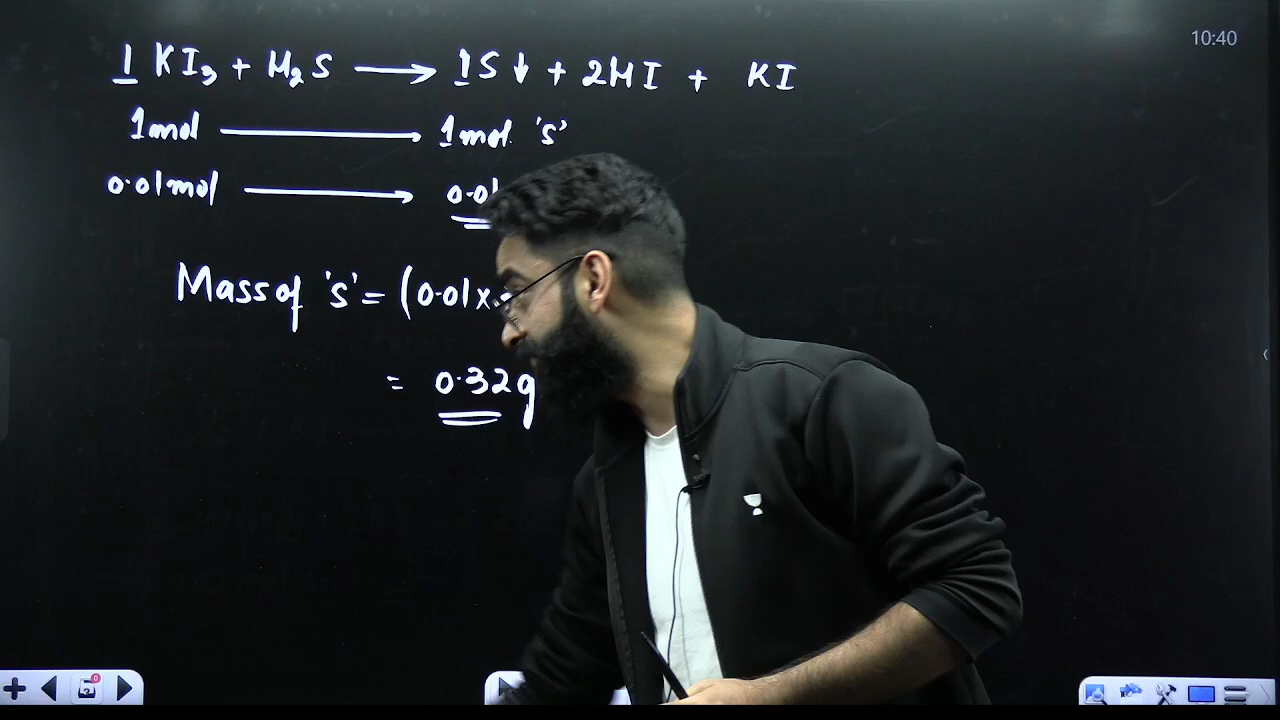 10:40
1 KI₃ + H₂S ⟶ 1S ↓ + 2HI + KI
1mol ⟶ 1mol 'S'
0.01mol ⟶ 0.01
Mass of 'S' = (0.01x
= 0.32g